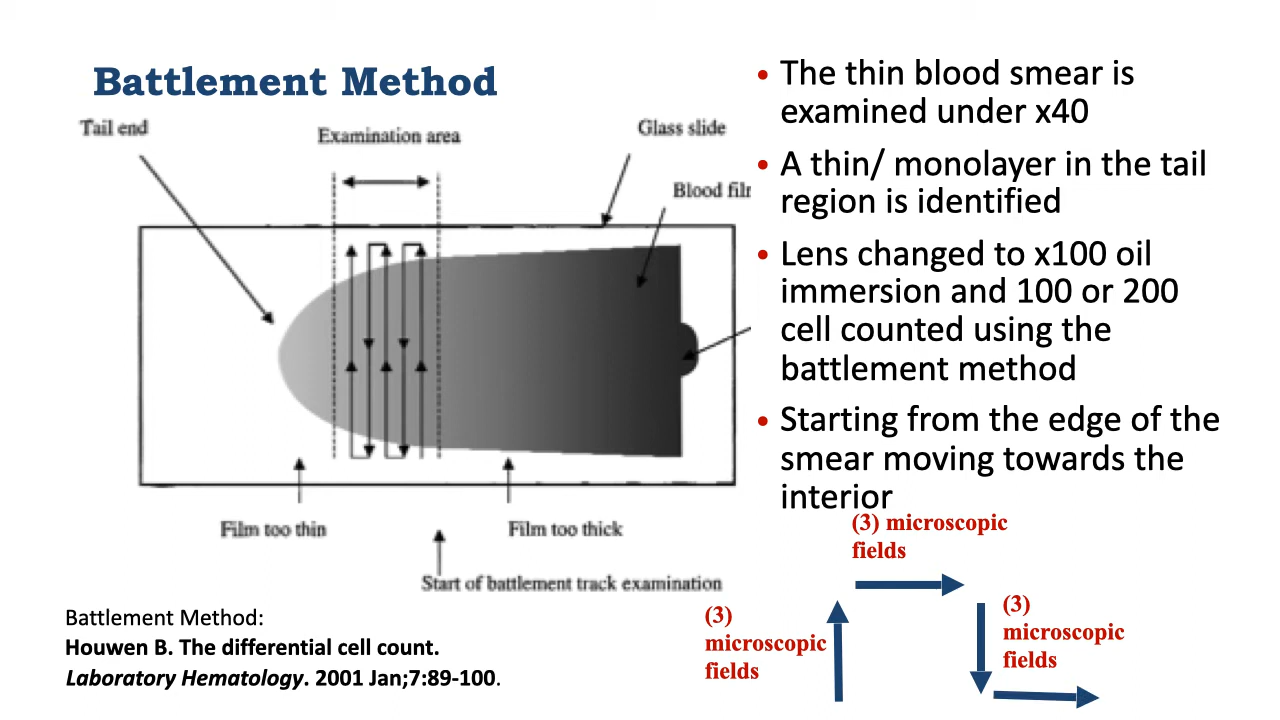 Battlement Method
Tail end
Examination area
Glass slide
Blood film
Film too thin
Film too thick
Start of battlement track examination
Battlement Method:
Houwen B. The differential cell count.
Laboratory Hematology. 2001 Jan;7:89-100.
• The thin blood smear is
examined under x40
• A thin/ monolayer in the tail
region is identified
• Lens changed to x100 oil
immersion and 100 or 200
cell counted using the
battlement method
• Starting from the edge of the
smear moving towards the
interior
(3) microscopic
fields
(3)
microscopic
fields
(3)
microscopic
fields